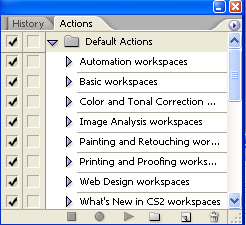 History Actions
Default Actions
Automation workspaces
Basic workspaces
Color and Tonal Correction ...
Image Analysis workspaces
Painting and Retouching wor...
Printing and Proofing works...
Web Design workspaces
What's New in CS2 workspaces